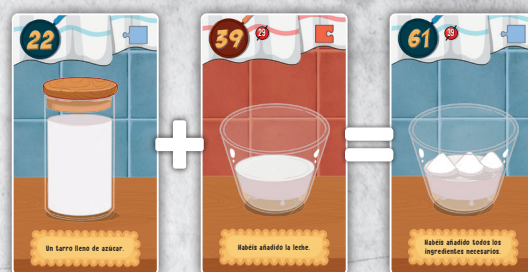 22
Un tarro lleno de azúcar.
+
39
29
Habéis añadido la leche.
=
61
39
Habéis añadido todos los
ingredientes necesarios.